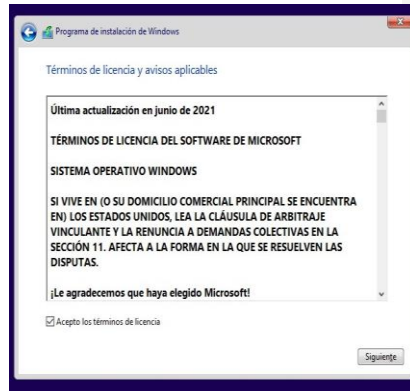 Programa de instalación de Windows
Términos de licencia y avisos aplicables
Última actualización en junio de 2021
TÉRMINOS DE LICENCIA DEL SOFTWARE DE MICROSOFT
SISTEMA OPERATIVO WINDOWS
SI VIVE EN (O SU DOMICILIO COMERCIAL PRINCIPAL SE ENCUENTRA
EN) LOS ESTADOS UNIDOS, LEA LA CLÁUSULA DE ARBITRAJE
VINCULANTE Y LA RENUNCIA A DEMANDAS COLECTIVAS EN LA
SECCIÓN 11. AFECTA A LA FORMA EN LA QUE SE RESUELVEN LAS
DISPUTAS.
¡Le agradecemos que haya elegido Microsoft!
Acepto los términos de licencia
Siguiente